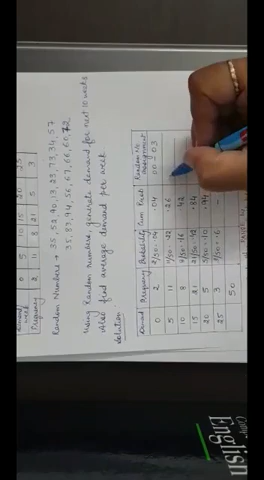 Demand week 0 5 10 15 20 25
Frequency 2 11 8 21 5 3
Random Numbers → 35, 52, 90, 13, 23, 73, 34, 57
35, 83, 94, 56, 67, 66, 60, 72
Using Random numbers, generate demand for next 10 weeks.
Also find average demand per week.
Solution
Demand Frequency Probability Cum. Prob. Random No. Assignment
0 2 2/50 = .04 .04 00 - 03
5 11 11/50 = .22 .26
10 8 8/50 = .16 42
15 21 21/50 = .42 .84
20 5 5/50 = .10 .94
25 3 3/50 = .6 -
50
English